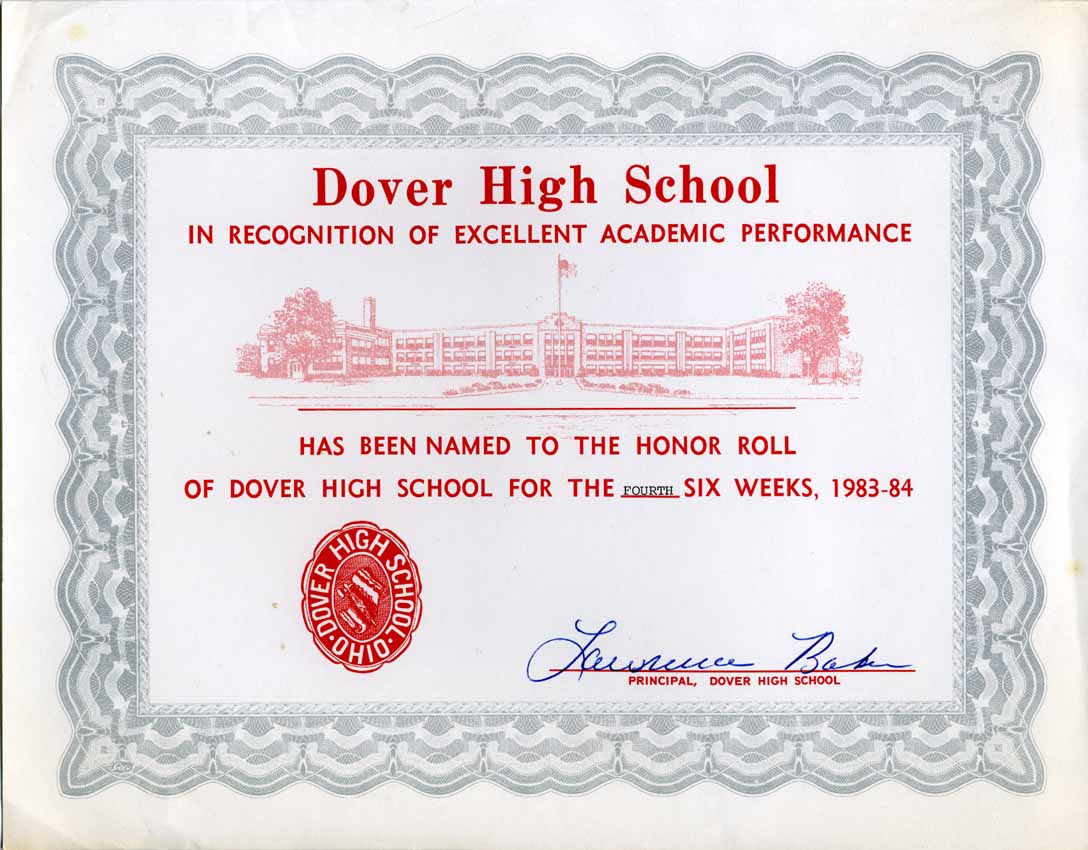 Dover High School
IN RECOGNITION OF EXCELLENT ACADEMIC PERFORMANCE
HAS BEEN NAMED TO THE HONOR ROLL
OF DOVER HIGH SCHOOL FOR THE FOURTH SIX WEEKS, 1983-84
DOVER HIGH SCHOOL
OHIO
Lawrence Baker
PRINCIPAL, DOVER HIGH SCHOOL